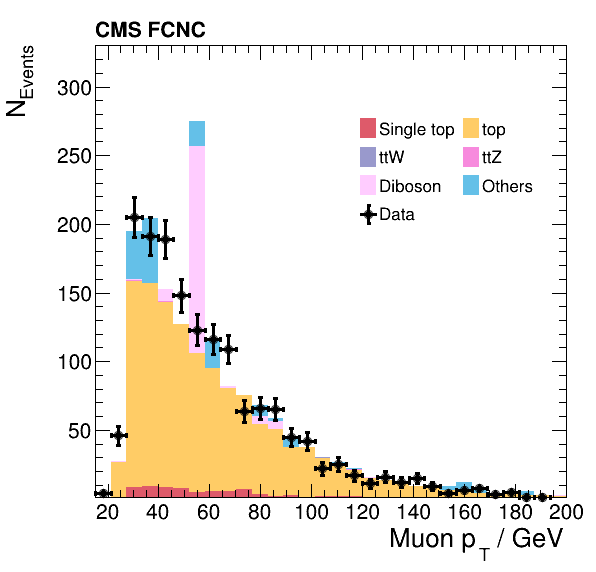 CMS FCNC
N_Events
300
250
200
150
100
50
Single top
top
ttW
ttZ
Diboson
Others
Data
20 40 60 80 100 120 140 160 180 200
Muon p_T / GeV